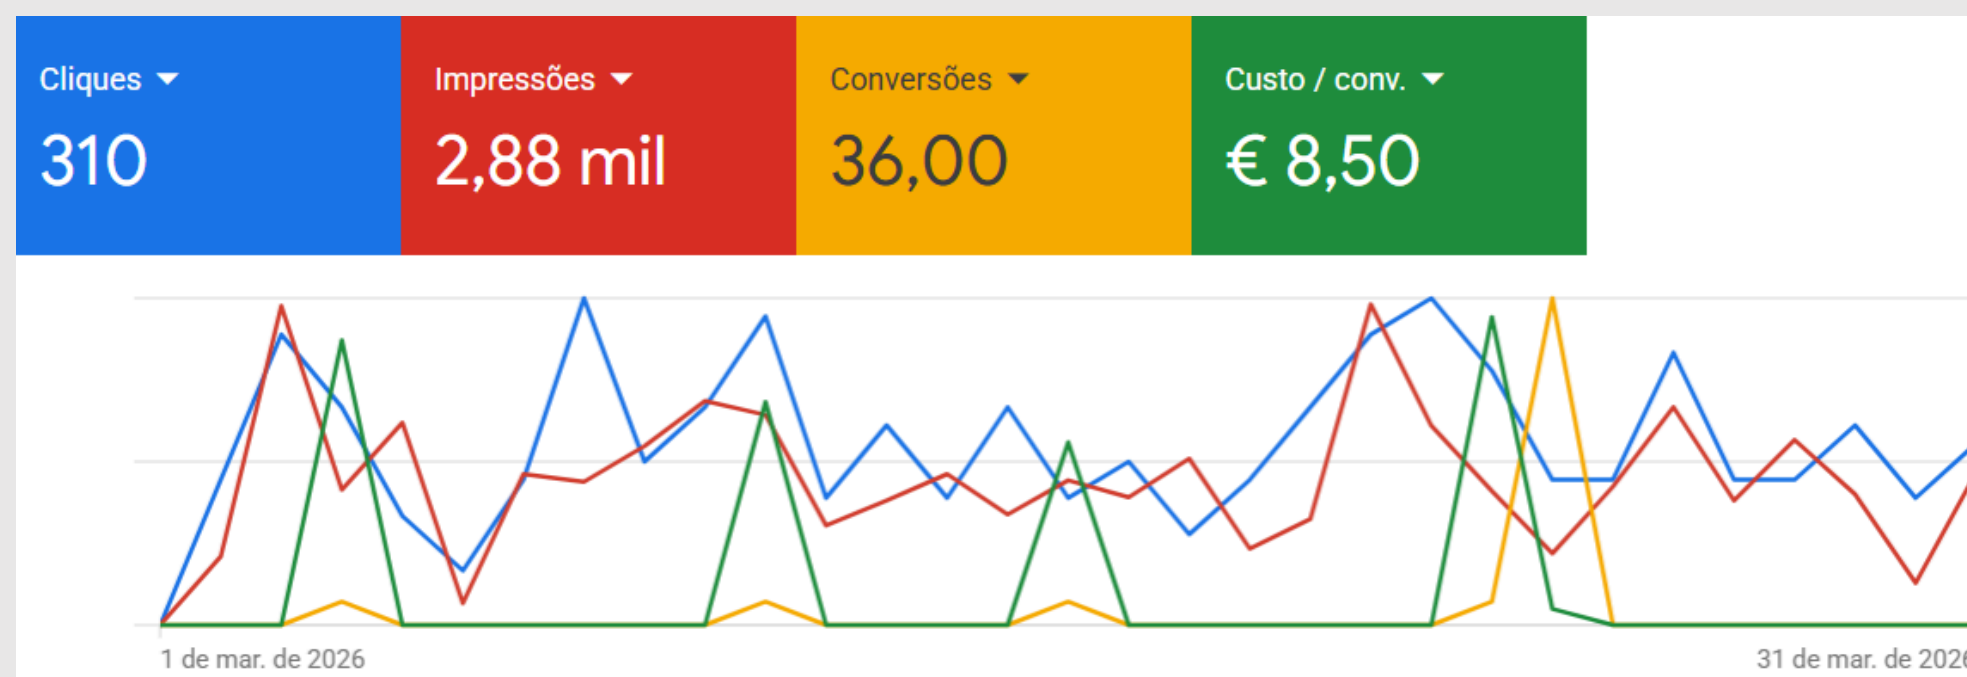 Cliques
Impressões
Conversões
Custo / conv.
310
2,88 mil
36,00
€ 8,50
1 de mar. de 2026
31 de mar. de 2026